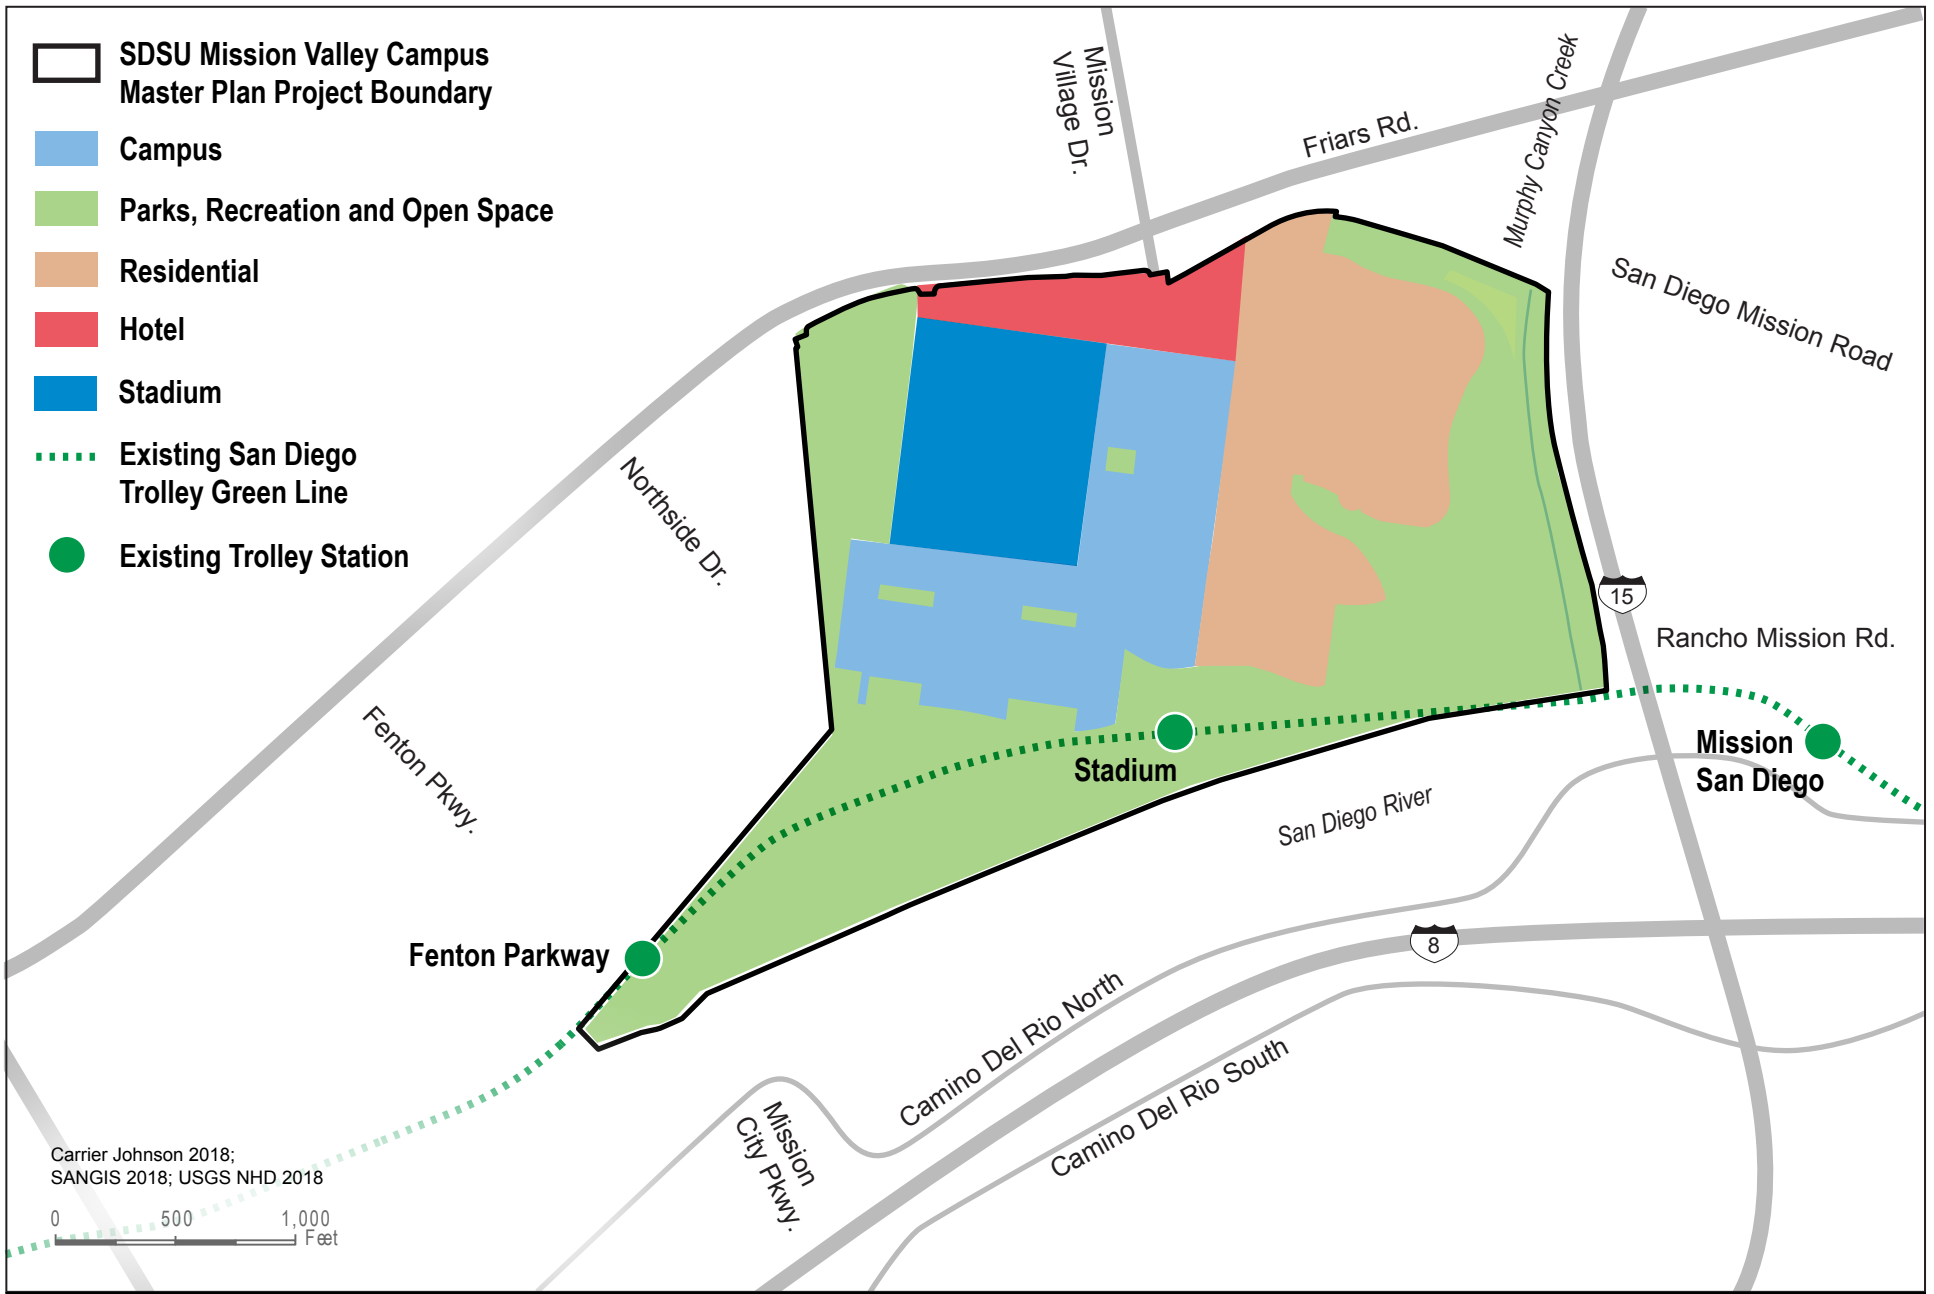 SDSU Mission Valley Campus
Master Plan Project Boundary
Campus
Parks, Recreation and Open Space
Residential
Hotel
Stadium
Existing San Diego
Trolley Green Line
Existing Trolley Station
Mission
Village Dr.
Friars Rd.
Murphy Canyon Creek
San Diego Mission Road
Northside Dr.
15
Rancho Mission Rd.
Fenton Pkwy.
Stadium
Mission
San Diego
San Diego River
Fenton Parkway
8
Camino Del Rio North
Camino Del Rio South
Mission
City Pkwy.
Carrier Johnson 2018;
SANGIS 2018; USGS NHD 2018
0 500 1,000
Feet